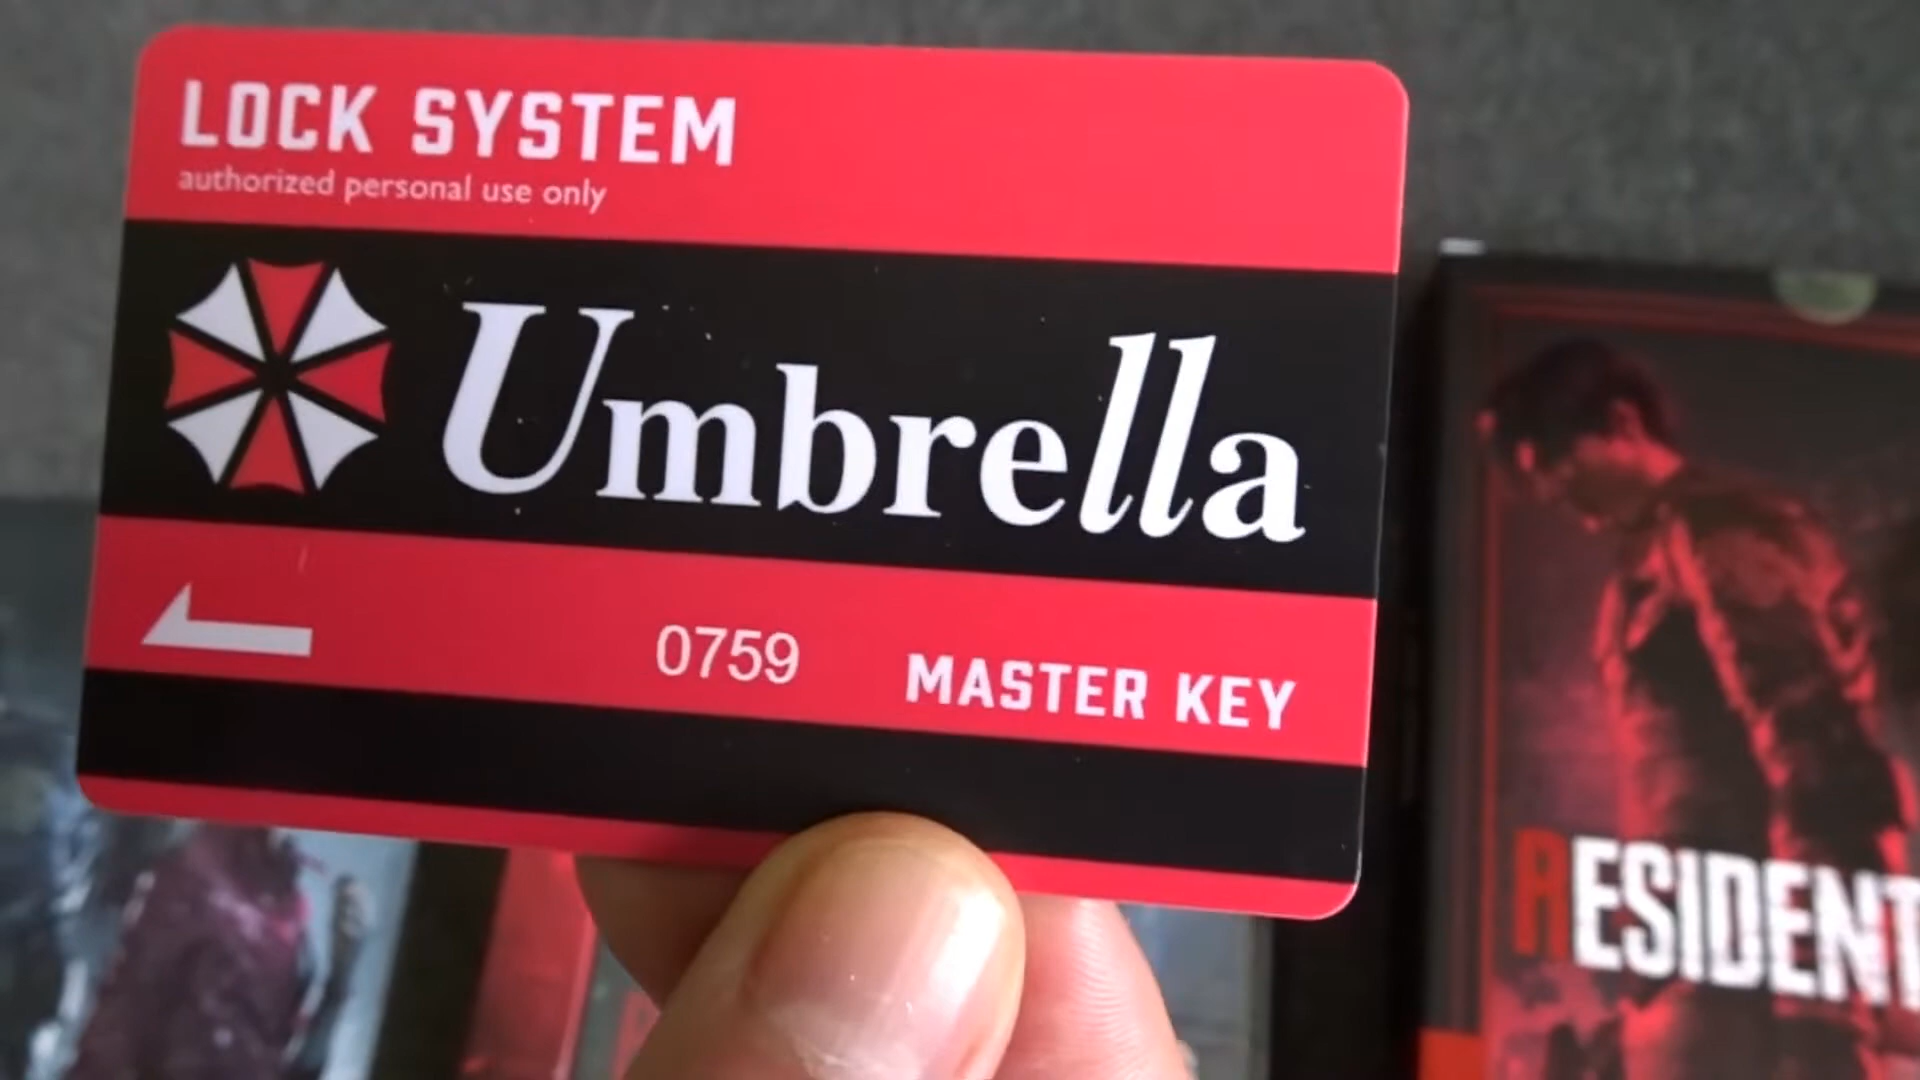 LOCK SYSTEM
authorized personal use only
Umbrella
0759
MASTER KEY
RESIDENT